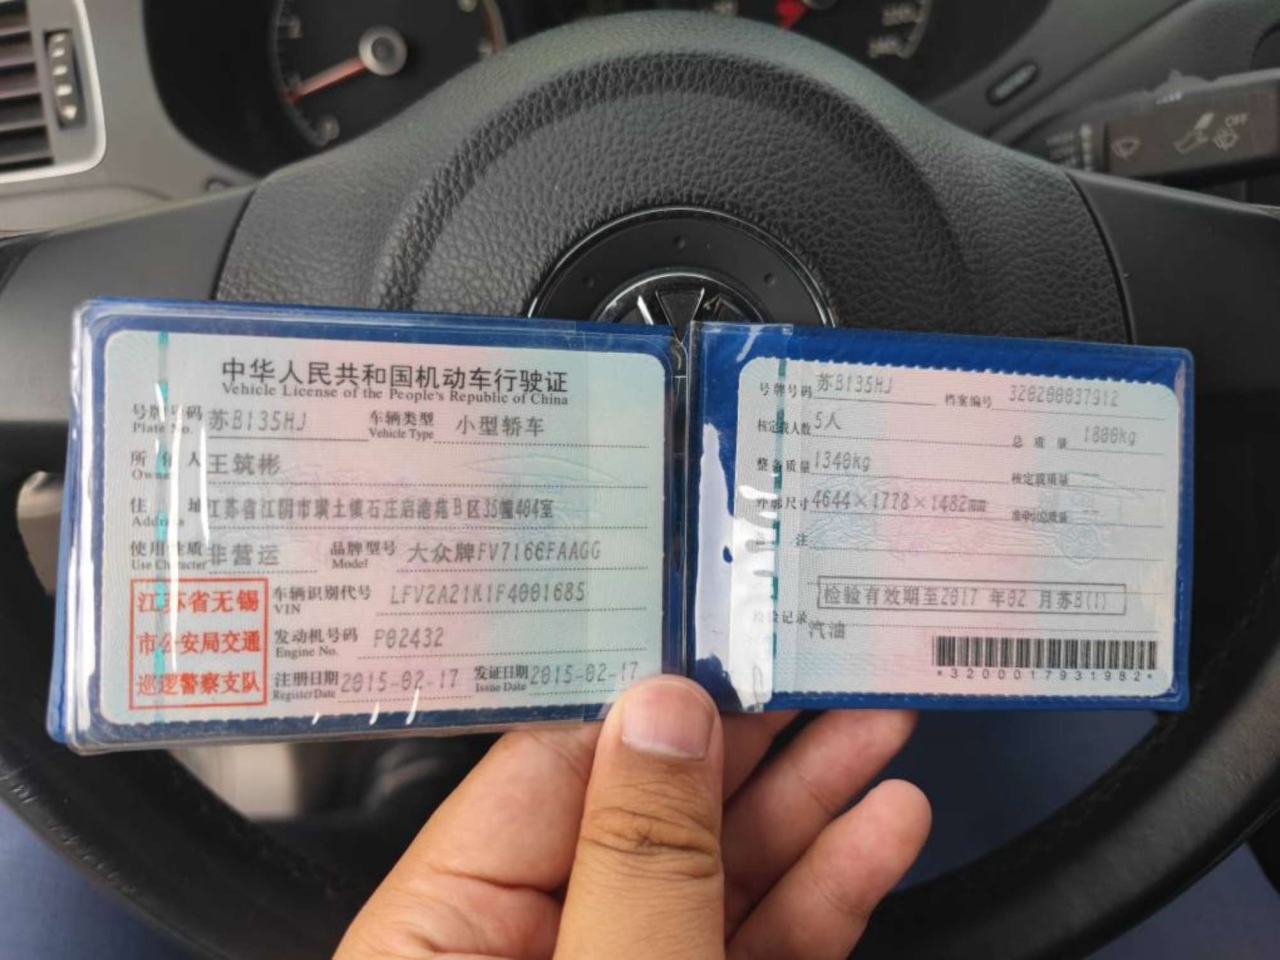 中华人民共和国机动车行驶证
Vehicle License of the People's Republic of China
号牌号码 苏B135HJ 车辆类型 小型轿车
Plate No. Vehicle Type
所有人 王筑彬
Owner
住址 江苏省江阴市璜土镇石庄启港苑B区35幢404室
Address
使用性质 非营运 品牌型号 大众牌FV7166FAAGG
Use Character Model
江苏省无锡
市公安局交通
巡逻警察支队
车辆识别代号 LFV2A21K1F4001685
VIN
发动机号码 P02432
Engine No.
注册日期 2015-02-17 发证日期 2015-02-17
Register Date Issue Date
号牌号码 苏B135HJ 档案编号 320200037912
核定载人数 5人 总质量 1800kg
整备质量 1340kg 核定载质量
外廓尺寸 4644×1778×1482mm 准牵引总质量 --
备注
检验有效期至2017 年02 月苏B(1)
检验记录
汽油
*3200017931982*
OFF